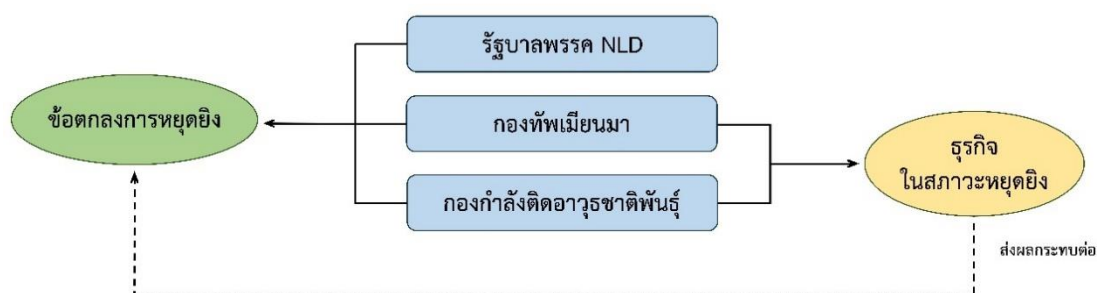 รัฐบาลพรรค NLD
ข้อตกลงการหยุดยิง
กองทัพเมียนมา
ธุรกิจ
ในสภาวะหยุดยิง
กองกำลังติดอาวุธชาติพันธุ์
ส่งผลกระทบต่อ